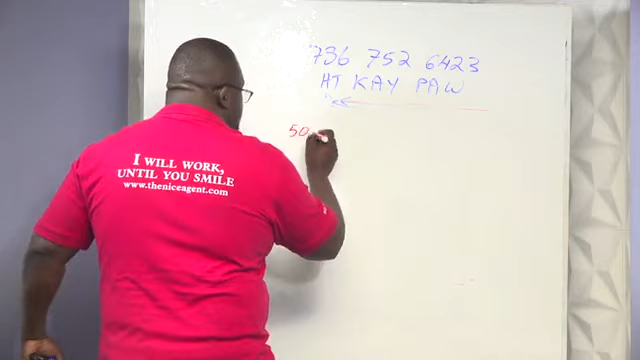 736 752 6423
HT KAY PAW
50
I WILL WORK,
UNTIL YOU SMILE
www.theniceagent.com